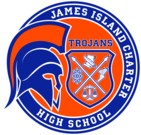 JAMES ISLAND CHARTER
HIGH SCHOOL
TROJANS